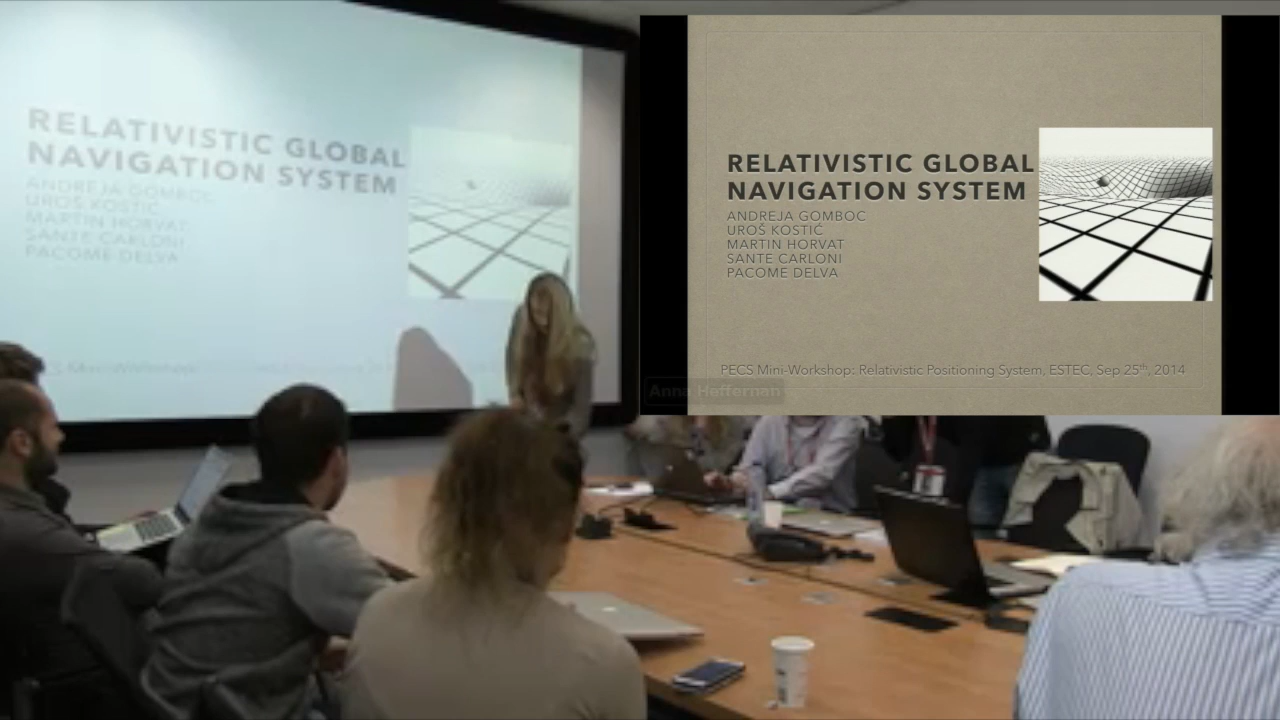 RELATIVISTIC GLOBAL
NAVIGATION SYSTEM
ANDREJA GOMBOC
UROŠ KOSTIĆ
MARTIN HORVAT
SANTE CARLONI
PACOME DELVA
RELATIVISTIC GLOBAL
NAVIGATION SYSTEM
ANDREJA GOMBOC
UROŠ KOSTIĆ
MARTIN HORVAT
SANTE CARLONI
PACOME DELVA
PECS Mini-Workshop: Relativistic Positioning System, ESTEC, Sep 25th, 2014
Anna Heffernan